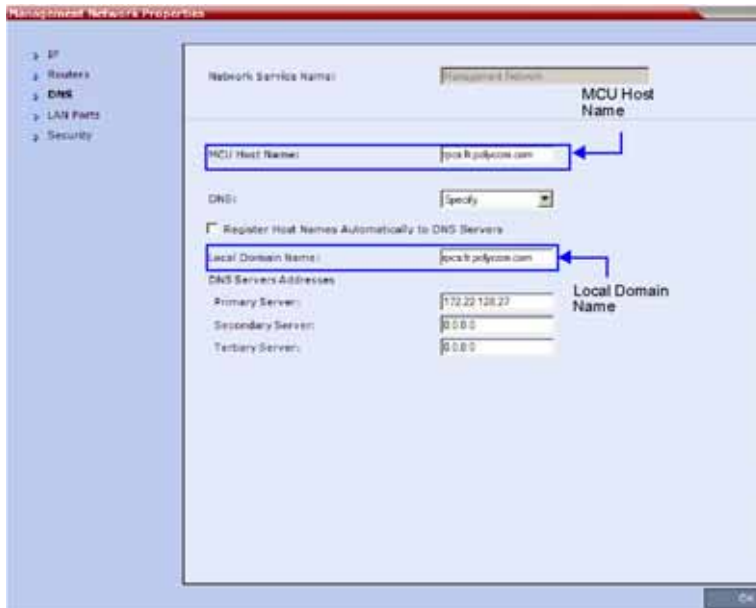 Management Network Properties
IP
Routers
DNS
LAN Ports
Security
Network Service Name: Management Network
MCU Host Name
MCU Host Name:
DNS: Specify
Register Host Names Automatically to DNS Servers
Local Domain Name:
DNS Servers Addresses
Local Domain Name
Primary Server: 172.22.128.27
Secondary Server: 0.0.0.0
Tertiary Server: 0.0.0.0